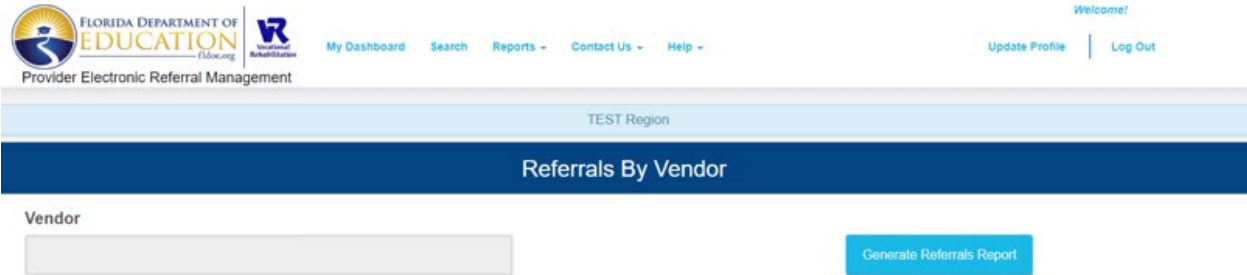 Welcome!
FLORIDA DEPARTMENT OF
EDUCATION
fldoe.org
VR
Vocational
Rehabilitation
My Dashboard Search Reports Contact Us Help Update Profile Log Out
Provider Electronic Referral Management
TEST Region
Referrals By Vendor
Vendor
Generate Referrals Report